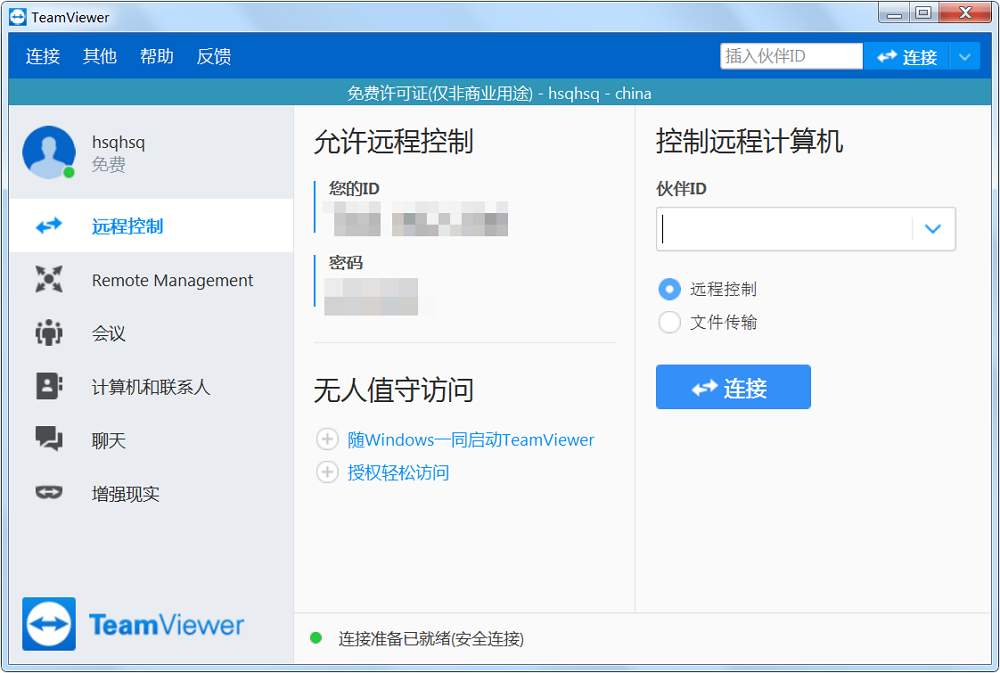 TeamViewer
连接 其他 帮助 反馈
插入伙伴ID 连接
免费许可证(仅非商业用途) - hsqhsq - china
hsqhsq
免费
远程控制
Remote Management
会议
计算机和联系人
聊天
增强现实
TeamViewer
允许远程控制
您的ID
密码
无人值守访问
随Windows一同启动TeamViewer
授权轻松访问
控制远程计算机
伙伴ID
远程控制
文件传输
连接
连接准备已就绪(安全连接)